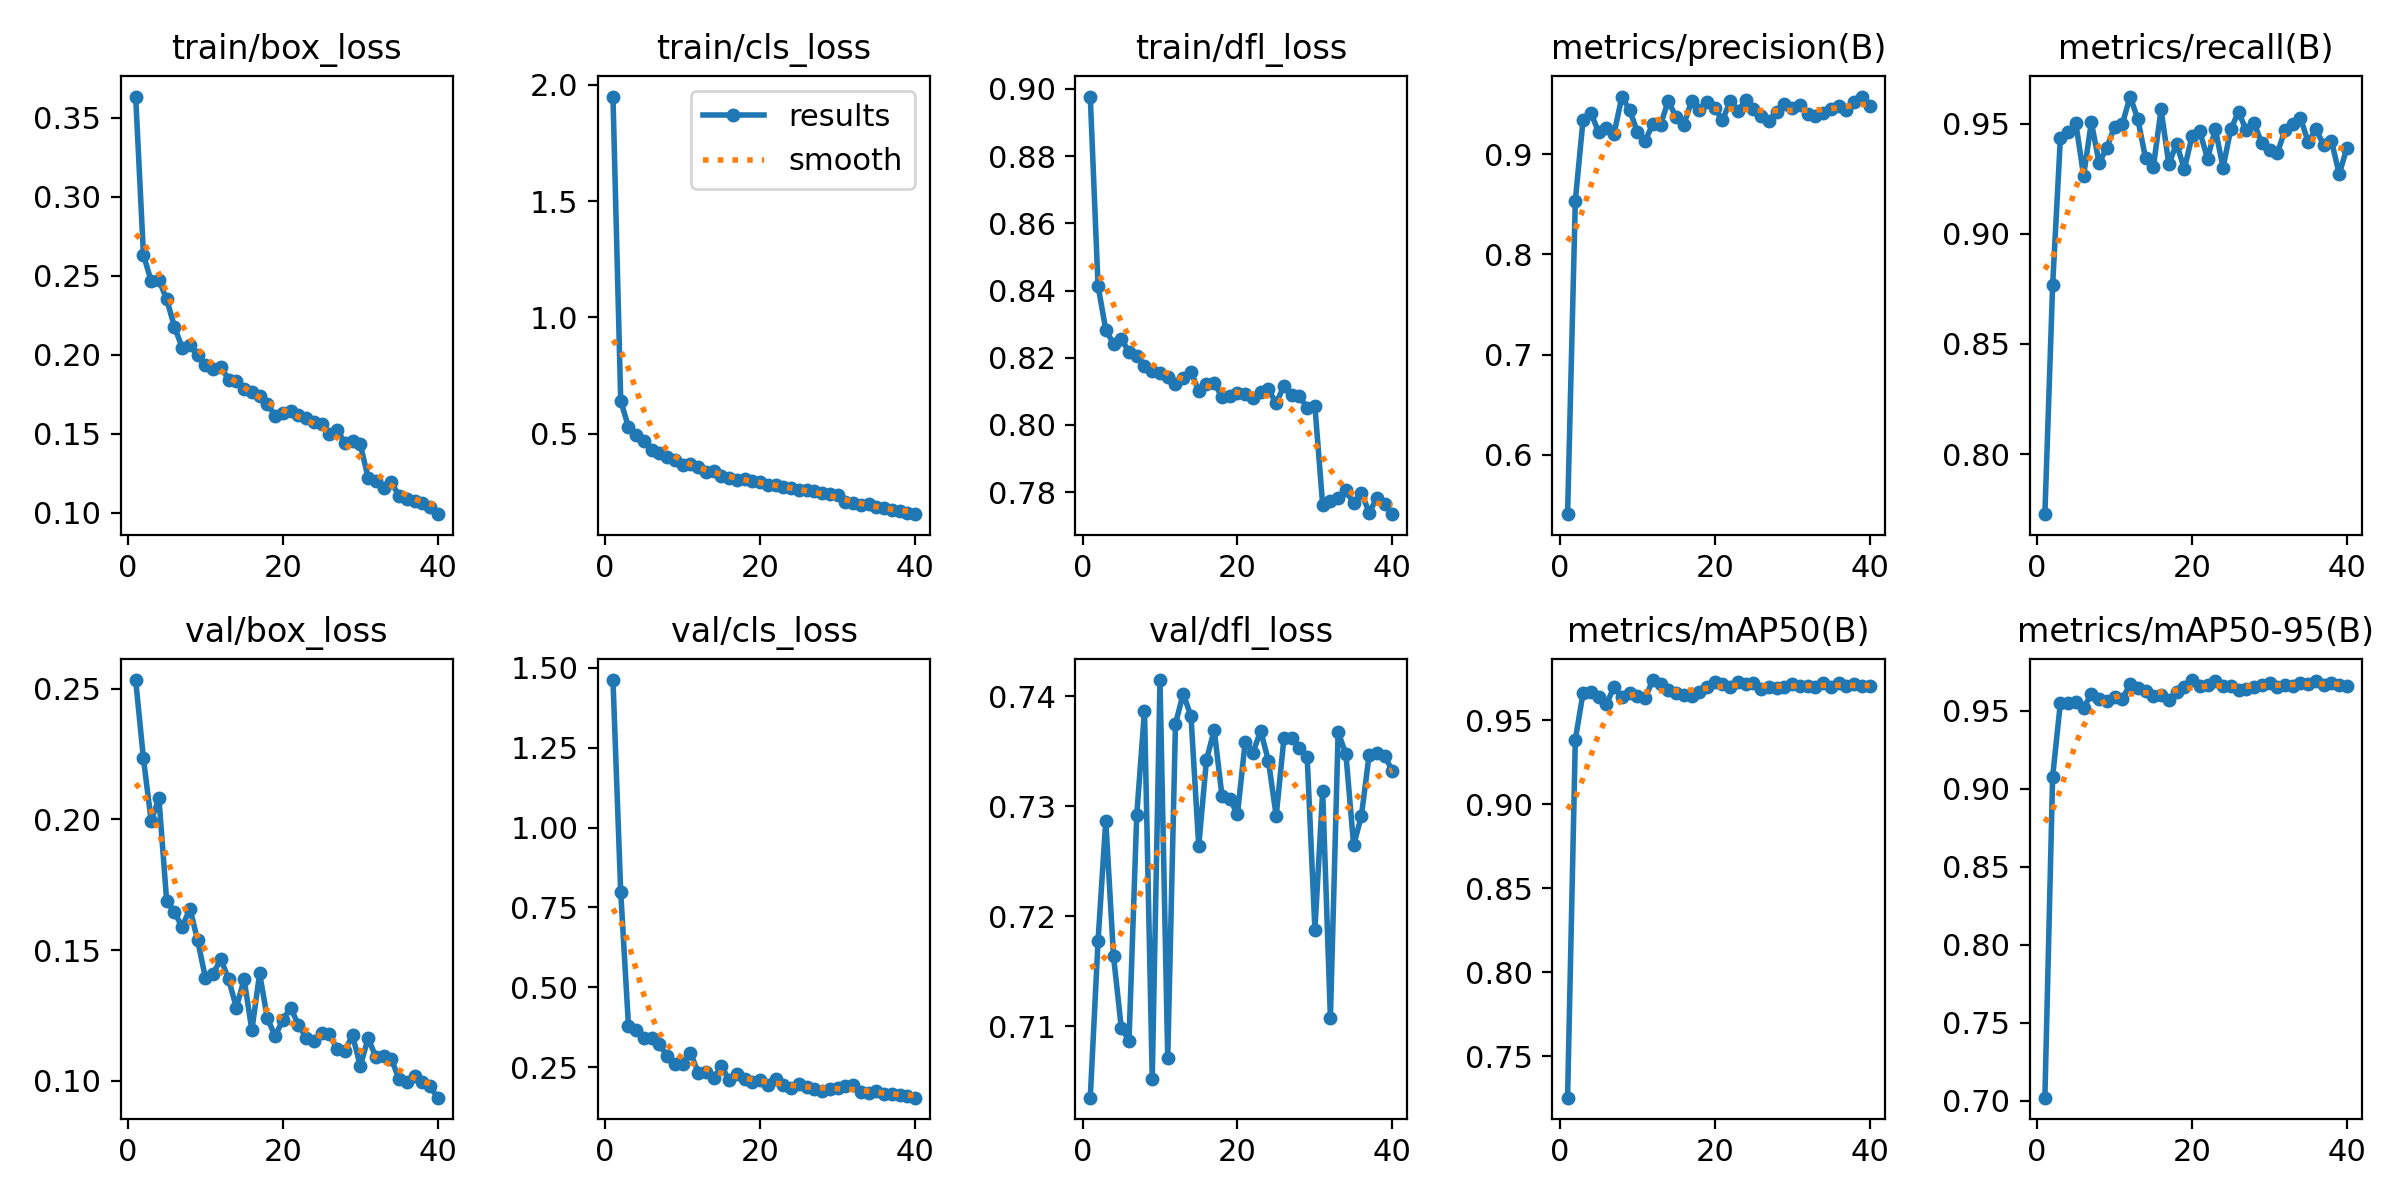 train/box_loss
0.35
0.30
0.25
0.20
0.15
0.10
0 20 40
train/cls_loss
2.0
1.5
1.0
0.5
results
smooth
0 20 40
train/dfl_loss
0.90
0.88
0.86
0.84
0.82
0.80
0.78
0 20 40
metrics/precision(B)
0.9
0.8
0.7
0.6
0 20 40
metrics/recall(B)
0.95
0.90
0.85
0.80
0 20 40
val/box_loss
0.25
0.20
0.15
0.10
0 20 40
val/cls_loss
1.50
1.25
1.00
0.75
0.50
0.25
0 20 40
val/dfl_loss
0.74
0.73
0.72
0.71
0 20 40
metrics/mAP50(B)
0.95
0.90
0.85
0.80
0.75
0 20 40
metrics/mAP50-95(B)
0.95
0.90
0.85
0.80
0.75
0.70
0 20 40